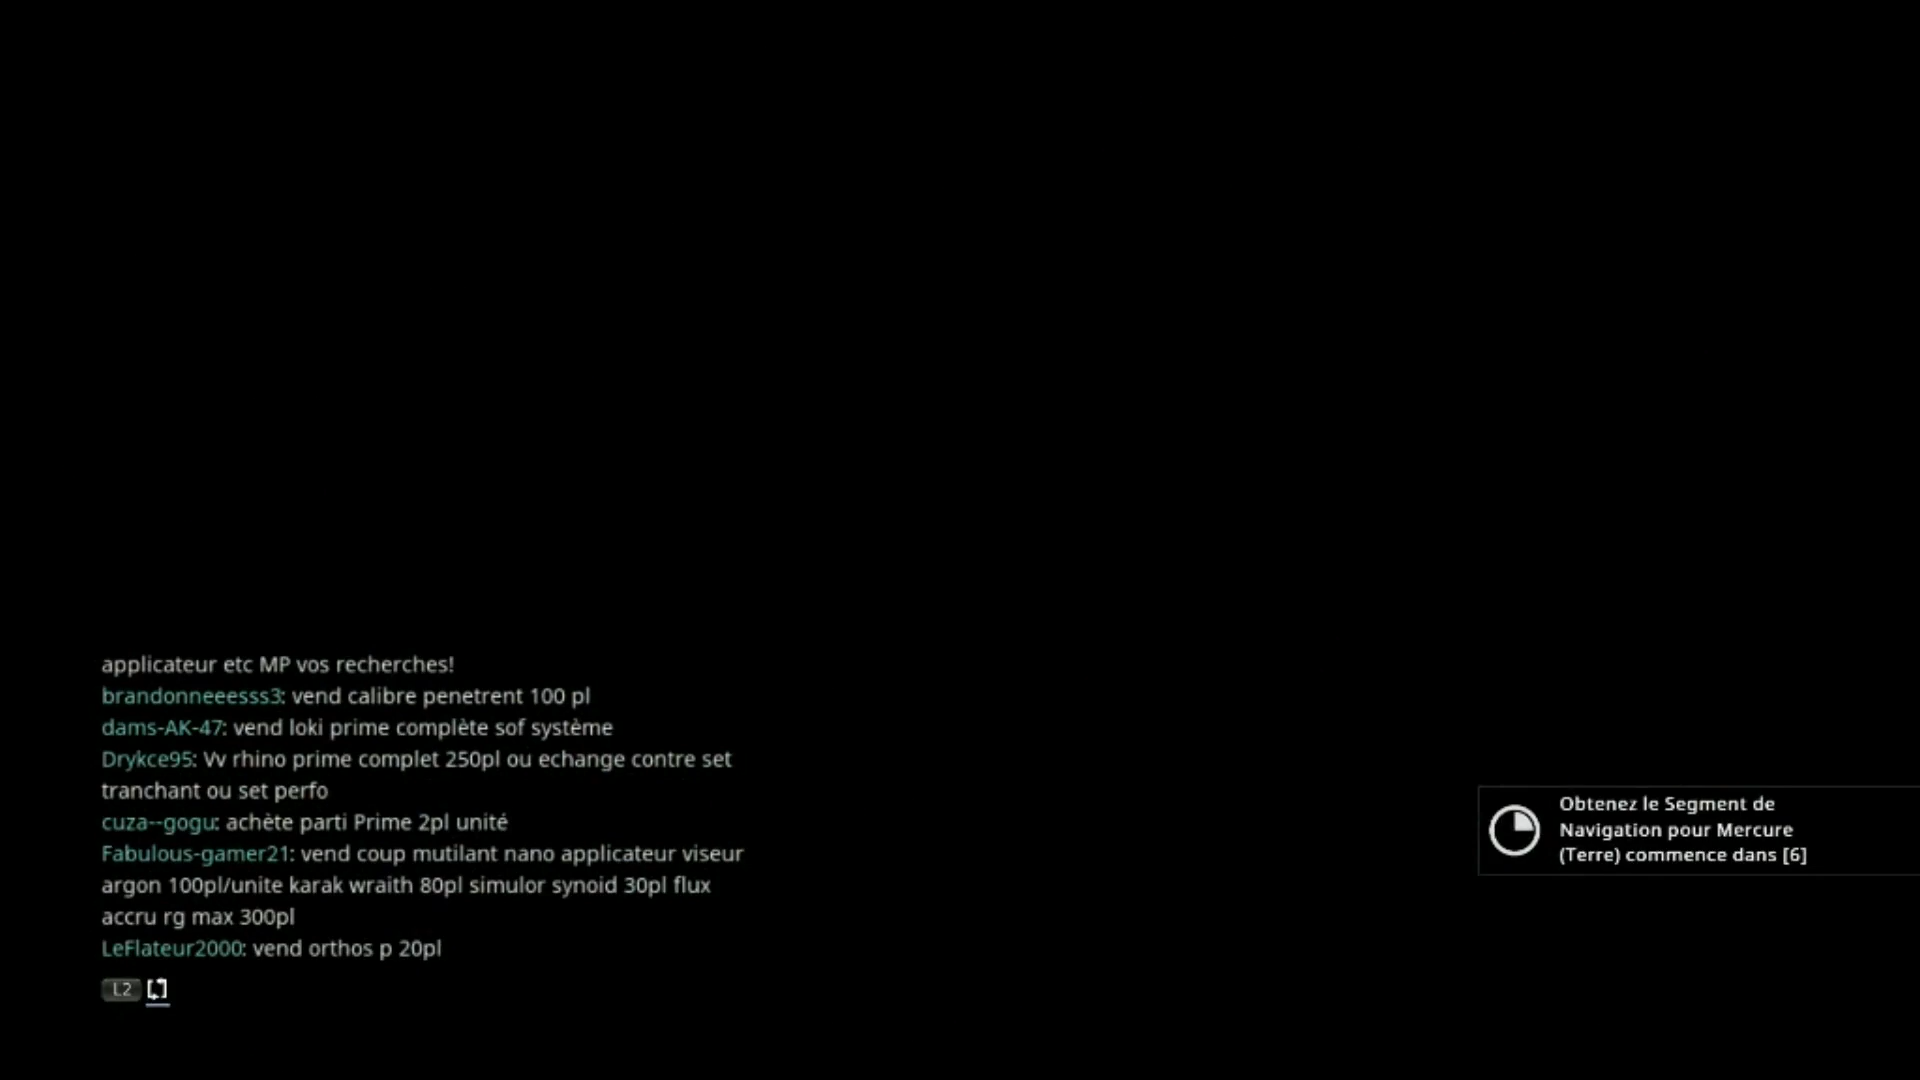 applicateur etc MP vos recherches!
brandonneeesss3: vend calibre penetrent 100 pl
dams-AK-47: vend loki prime complète sof système
Drykce95: Vv rhino prime complet 250pl ou echange contre set
tranchant ou set perfo
cuza--gogu: achète parti Prime 2pl unité
Fabulous-gamer21: vend coup mutilant nano applicateur viseur
argon 100pl/unite karak wraith 80pl simulor synoid 30pl flux
accru rg max 300pl
LeFlateur2000: vend orthos p 20pl
L2
Obtenez le Segment de
Navigation pour Mercure
(Terre) commence dans [6]